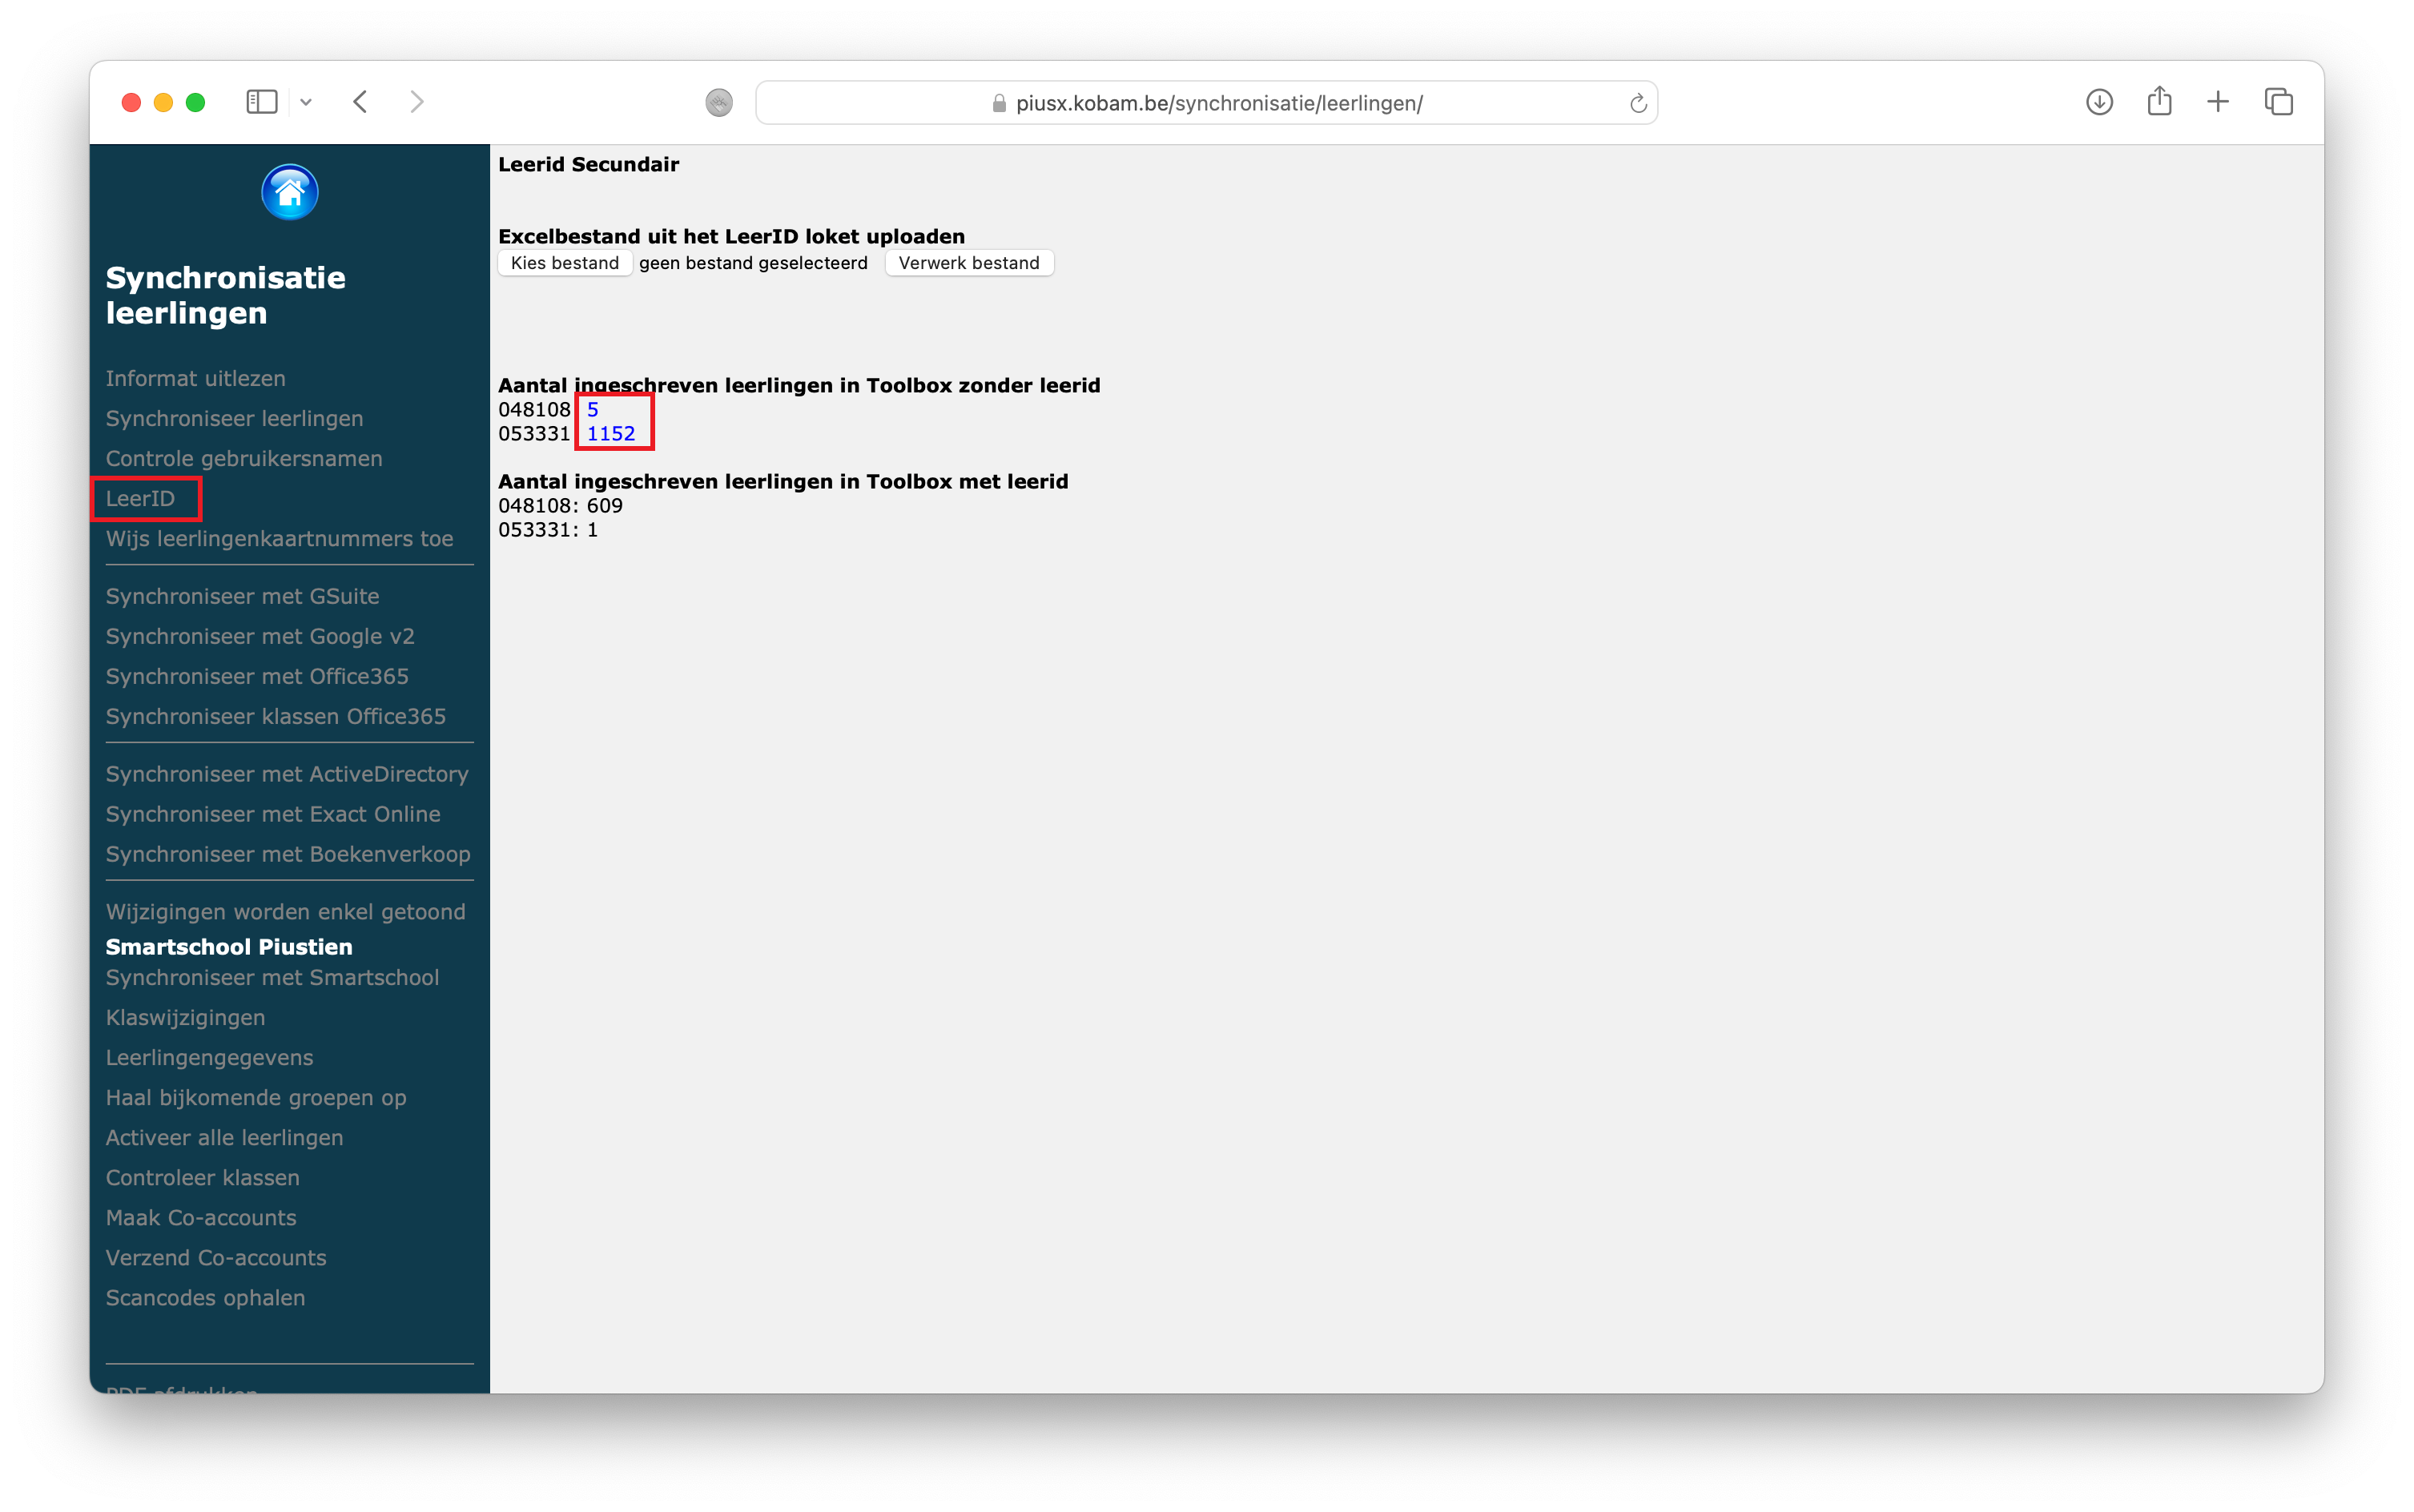 piusx.kobam.be/synchronisatie/leerlingen/
Synchronisatie
leerlingen
Informat uitlezen
Synchroniseer leerlingen
Controle gebruikersnamen
LeerID
Wijs leerlingenkaartnummers toe
Synchroniseer met GSuite
Synchroniseer met Google v2
Synchroniseer met Office365
Synchroniseer klassen Office365
Synchroniseer met ActiveDirectory
Synchroniseer met Exact Online
Synchroniseer met Boekenverkoop
Wijzigingen worden enkel getoond
Smartschool Piustien
Synchroniseer met Smartschool
Klaswijzigingen
Leerlingengegevens
Haal bijkomende groepen op
Activeer alle leerlingen
Controleer klassen
Maak Co-accounts
Verzend Co-accounts
Scancodes ophalen
PDF afdrukken
Leerid Secundair
Excelbestand uit het LeerID loket uploaden
Kies bestand geen bestand geselecteerd Verwerk bestand
Aantal ingeschreven leerlingen in Toolbox zonder leerid
048108 5
053331 1152
Aantal ingeschreven leerlingen in Toolbox met leerid
048108: 609
053331: 1